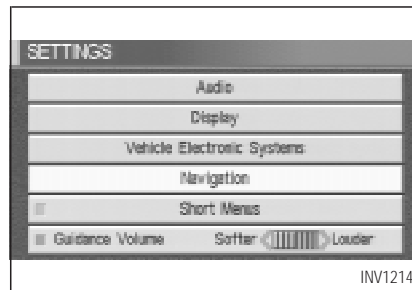 SETTINGS
Audio
Display
Vehicle Electronic Systems
Navigation
Short Menus
Guidance Volume Softer Louder
INV1214